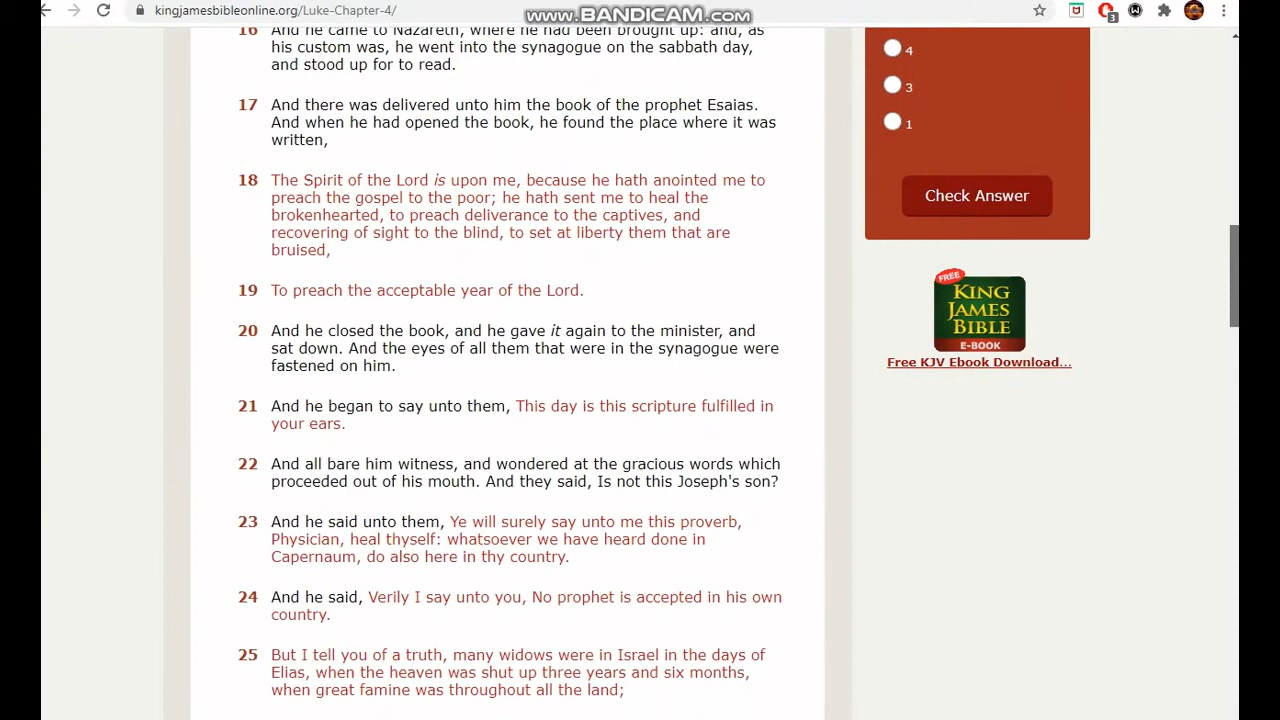 kingjamesbibleonline.org/Luke-Chapter-4/
www.BANDICAM.com
3
16 And he came to Nazareth, where he had been brought up: and, as
his custom was, he went into the synagogue on the sabbath day,
and stood up for to read.
17 And there was delivered unto him the book of the prophet Esaias.
And when he had opened the book, he found the place where it was
written,
18 The Spirit of the Lord is upon me, because he hath anointed me to
preach the gospel to the poor; he hath sent me to heal the
brokenhearted, to preach deliverance to the captives, and
recovering of sight to the blind, to set at liberty them that are
bruised,
19 To preach the acceptable year of the Lord.
20 And he closed the book, and he gave it again to the minister, and
sat down. And the eyes of all them that were in the synagogue were
fastened on him.
21 And he began to say unto them, This day is this scripture fulfilled in
your ears.
22 And all bare him witness, and wondered at the gracious words which
proceeded out of his mouth. And they said, Is not this Joseph's son?
23 And he said unto them, Ye will surely say unto me this proverb,
Physician, heal thyself: whatsoever we have heard done in
Capernaum, do also here in thy country.
24 And he said, Verily I say unto you, No prophet is accepted in his own
country.
25 But I tell you of a truth, many widows were in Israel in the days of
Elias, when the heaven was shut up three years and six months,
when great famine was throughout all the land;
4
3
1
Check Answer
FREE
KING
JAMES
BIBLE
E-BOOK
Free KJV Ebook Download...